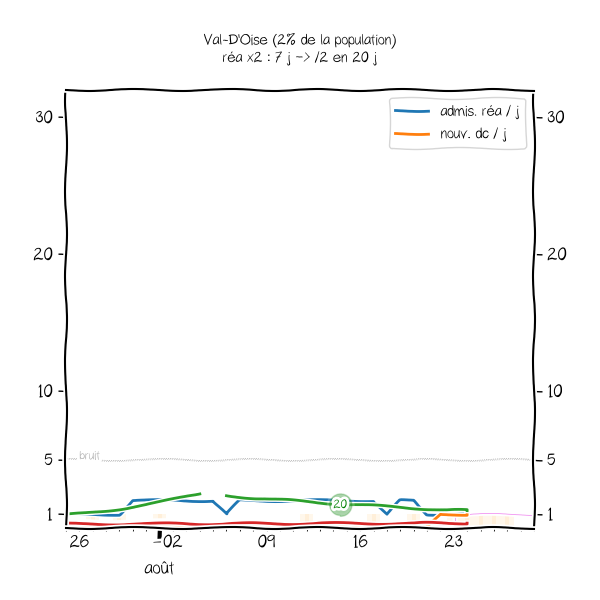 Val-D'Oise (2% de la population)
réa x2 : 7 j -> /2 en 20 j
admis. réa / j
nouv. dc / j
30
30
20
20
10
10
5
bruit
5
20
1
1
26
02
09
16
23
août